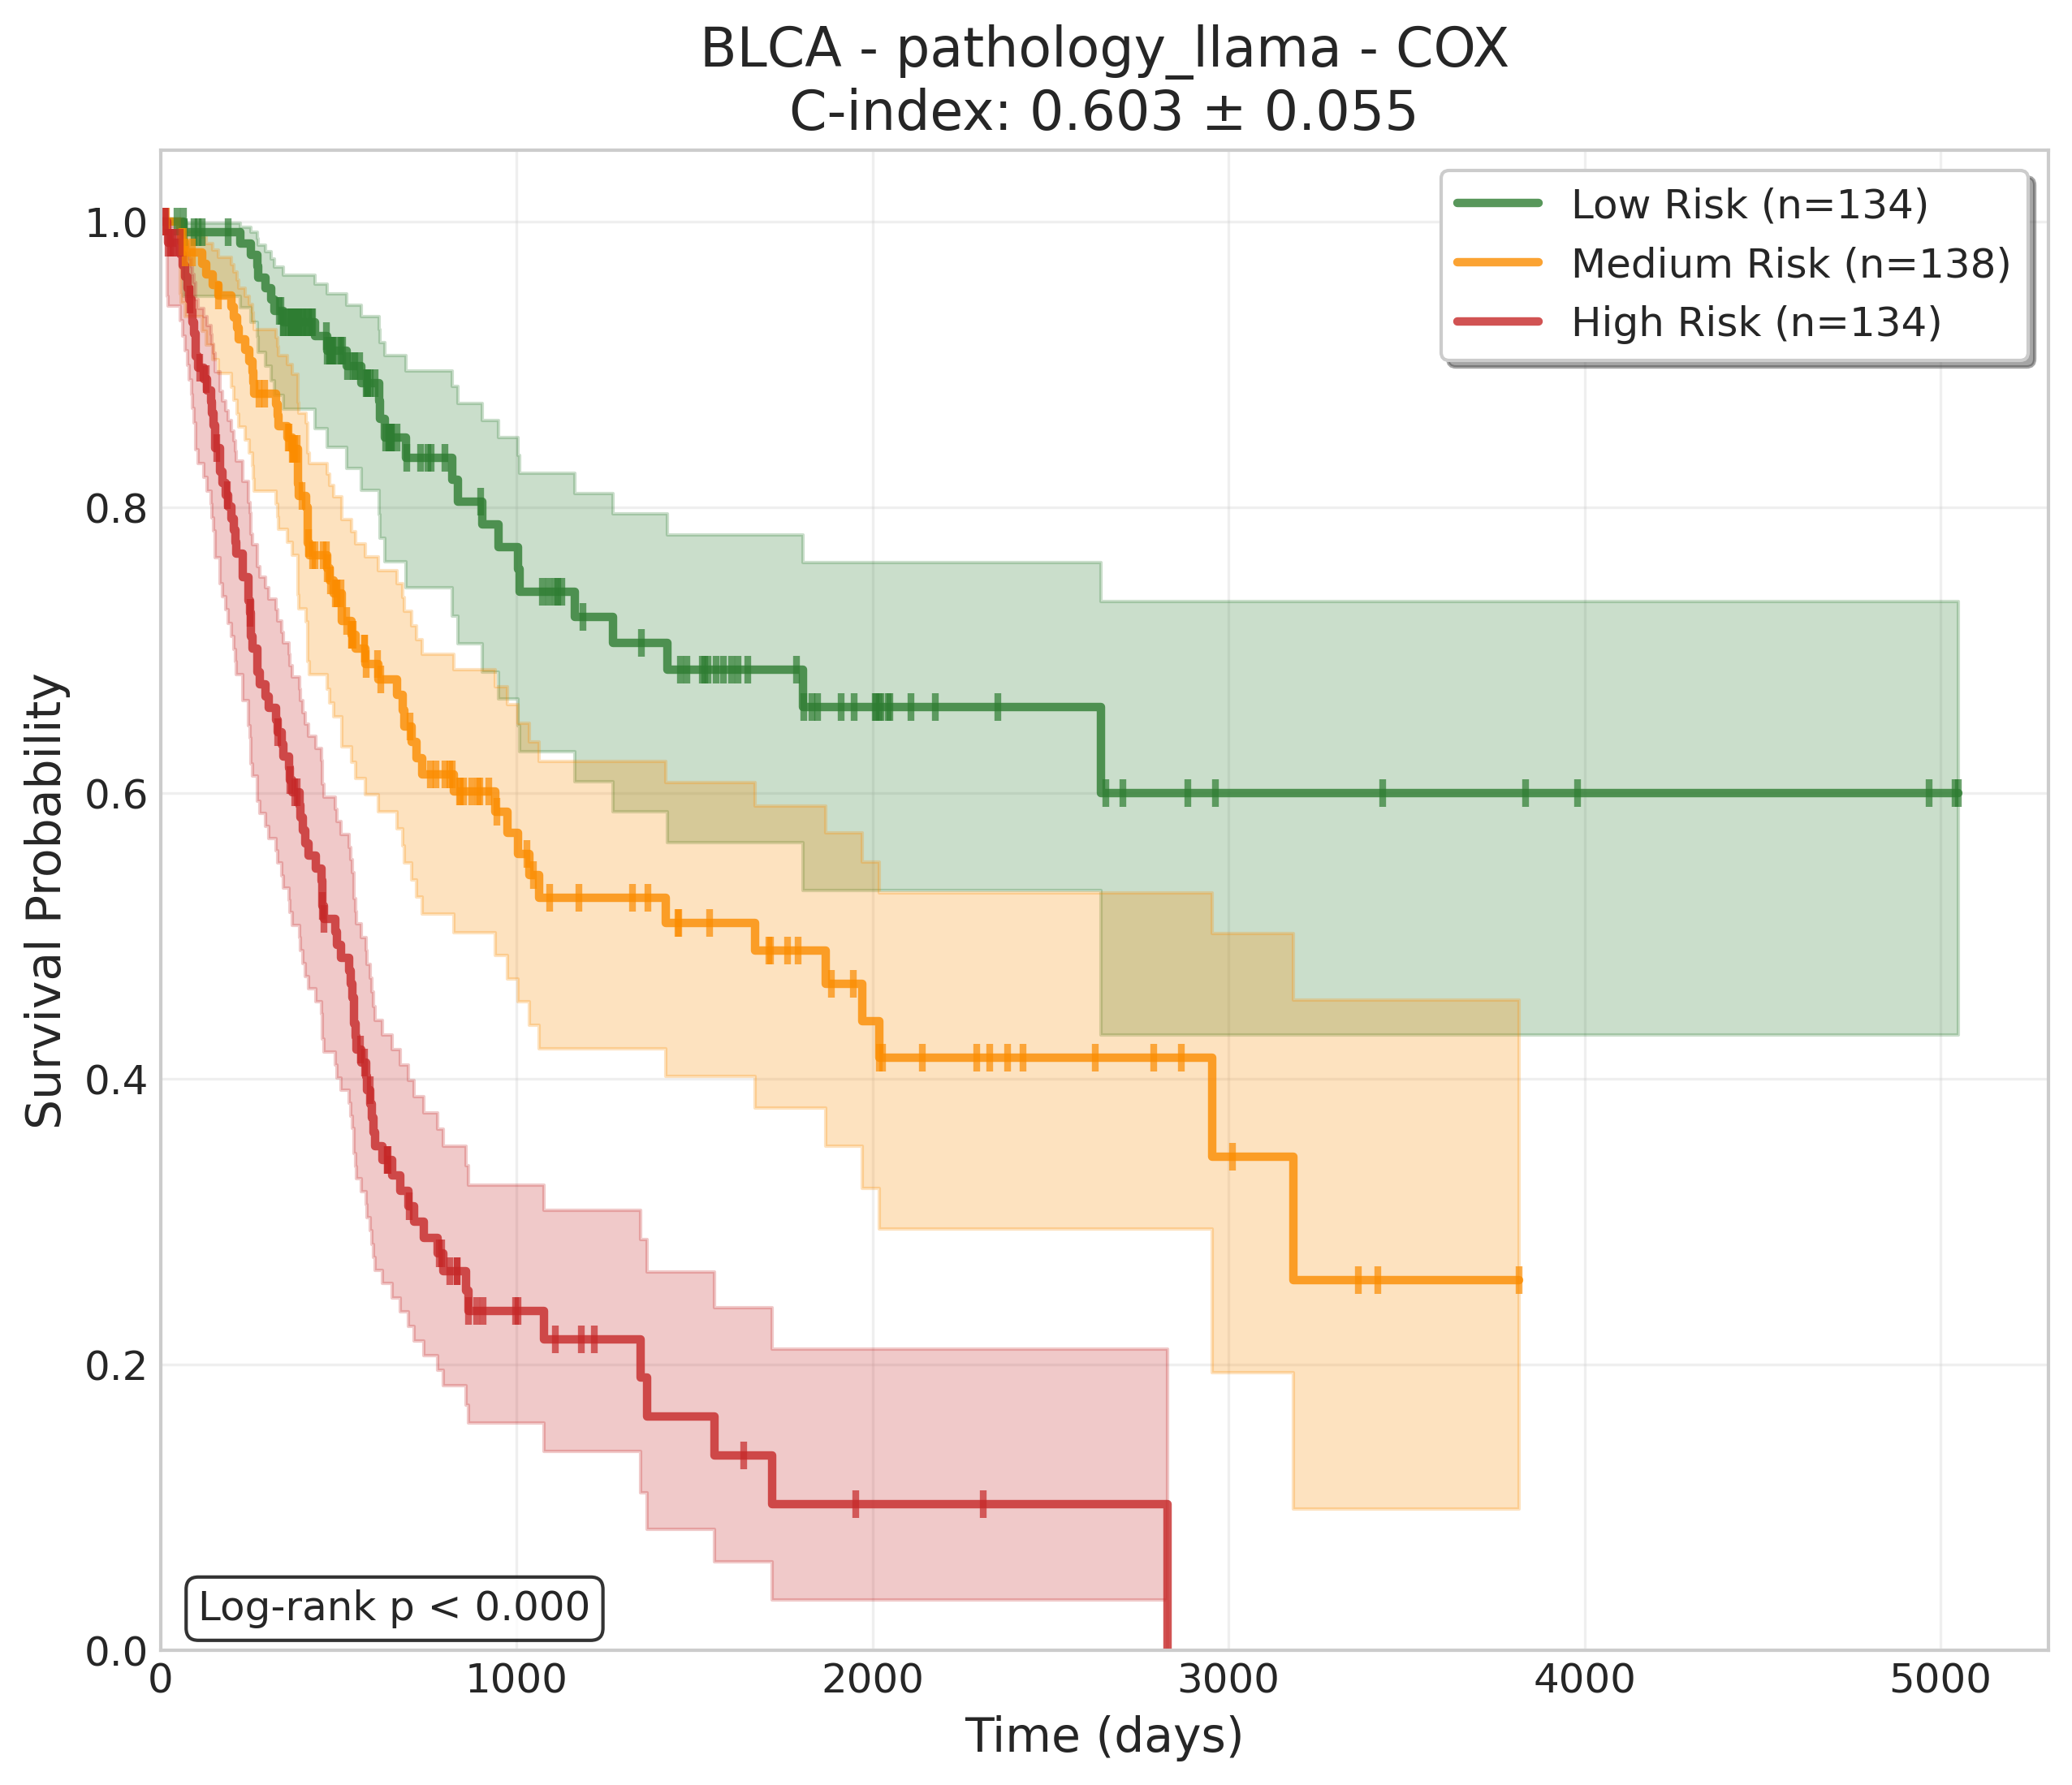 BLCA - pathology_llama - COX
C-index: 0.603 ± 0.055
Low Risk (n=134)
Medium Risk (n=138)
High Risk (n=134)
Survival Probability
1.0
0.8
0.6
0.4
0.2
0.0
Log-rank p < 0.000
0 1000 2000 3000 4000 5000
Time (days)